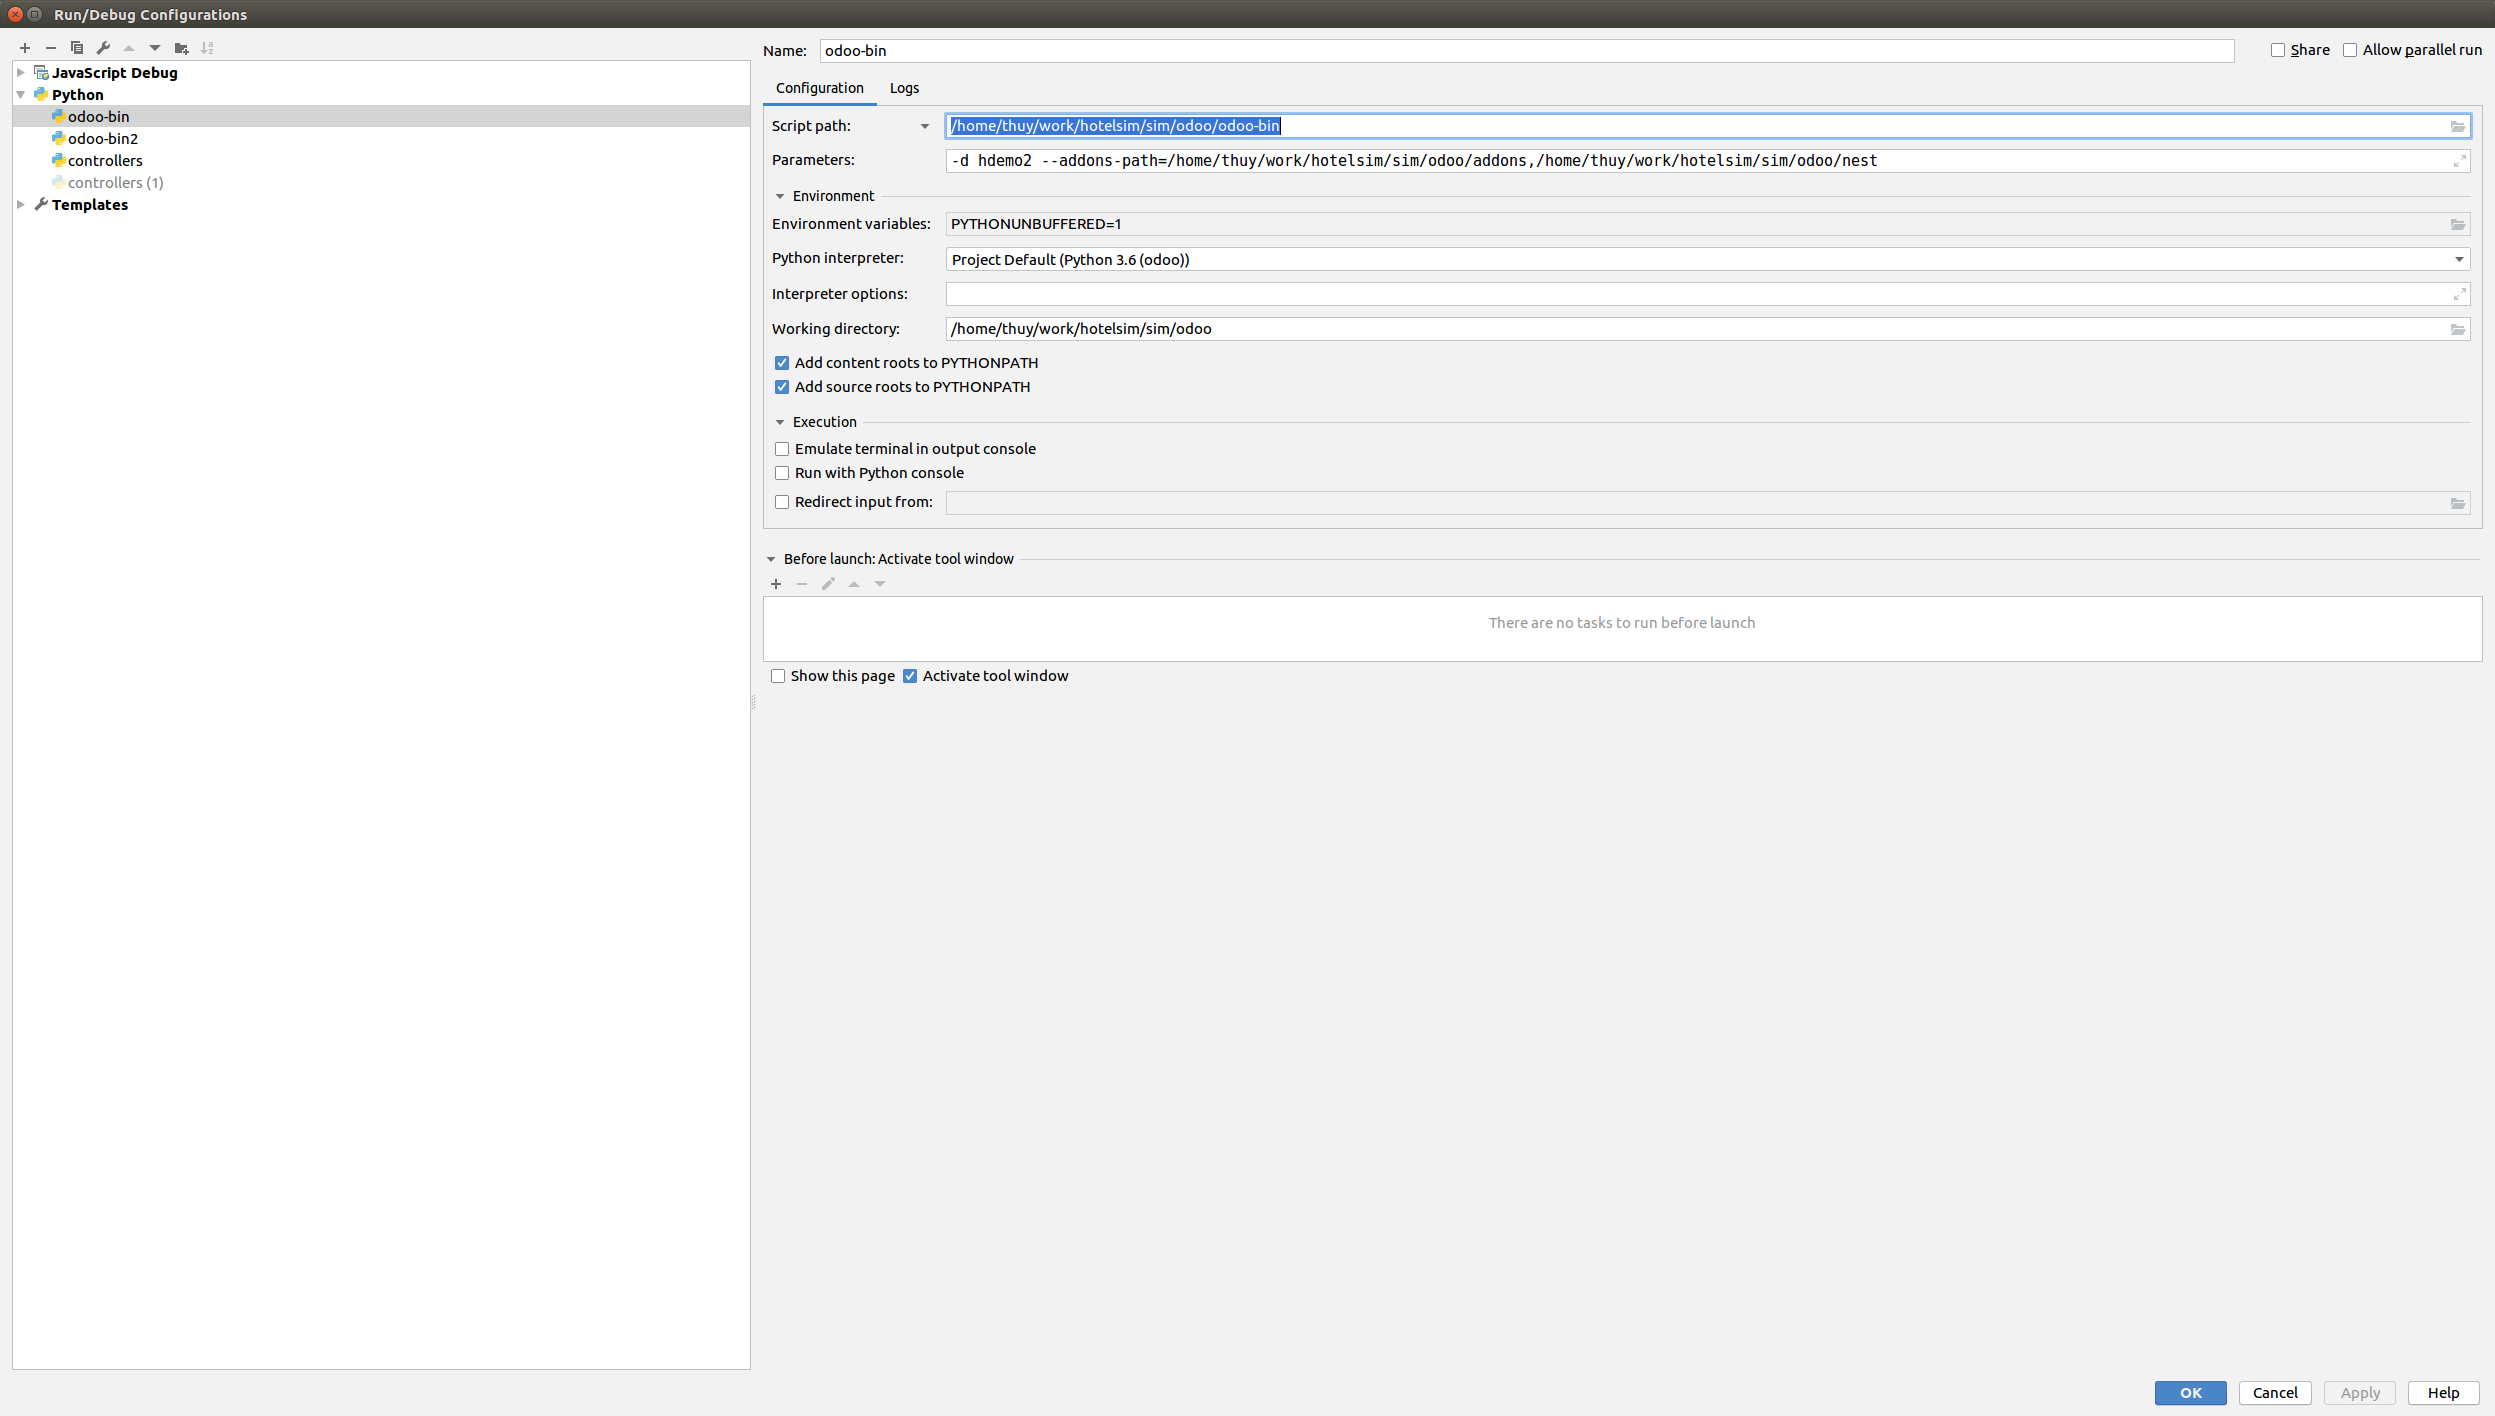 Run/Debug Configurations
JavaScript Debug
Python
odoo-bin
odoo-bin2
controllers
controllers (1)
Templates
Name: odoo-bin
Share Allow parallel run
Configuration Logs
Script path: /home/thuy/work/hotelsim/sim/odoo/odoo-bin
Parameters: -d hdemo2 --addons-path=/home/thuy/work/hotelsim/sim/odoo/addons,/home/thuy/work/hotelsim/sim/odoo/nest
Environment
Environment variables: PYTHONUNBUFFERED=1
Python interpreter: Project Default (Python 3.6 (odoo))
Interpreter options:
Working directory: /home/thuy/work/hotelsim/sim/odoo
Add content roots to PYTHONPATH
Add source roots to PYTHONPATH
Execution
Emulate terminal in output console
Run with Python console
Redirect input from:
Before launch: Activate tool window
There are no tasks to run before launch
Show this page Activate tool window
OK Cancel Apply Help